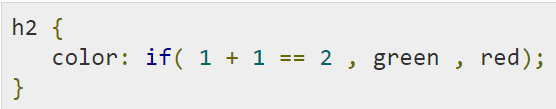 h2 {
   color: if( 1 + 1 == 2 , green , red);
}